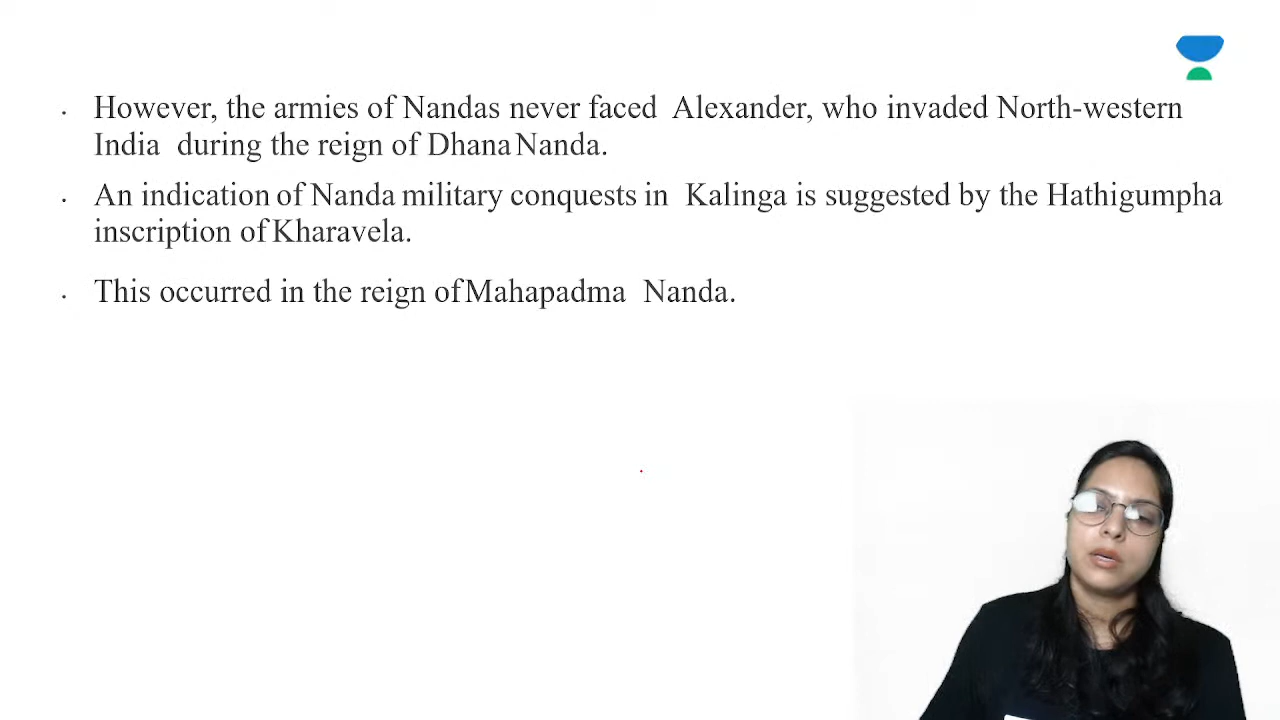 However, the armies of Nandas never faced Alexander, who invaded North-western
India during the reign of Dhana Nanda.
An indication of Nanda military conquests in Kalinga is suggested by the Hathigumpha
inscription of Kharavela.
This occurred in the reign of Mahapadma Nanda.